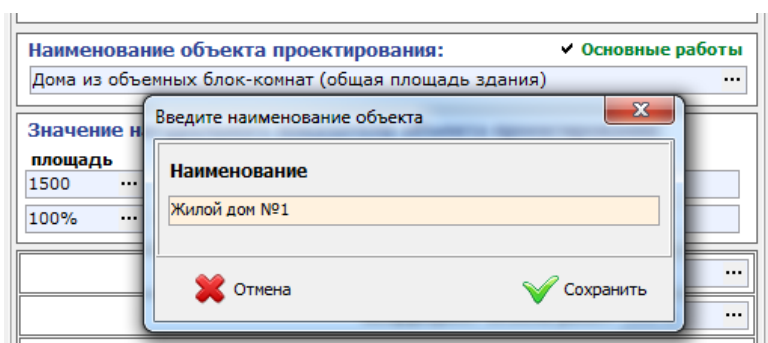 Наименование объекта проектирования: ✔ Основные работы
Дома из объемных блок-комнат (общая площадь здания) ...
Введите наименование объекта
Значение
площадь
Наименование
1500 ...
Жилой дом №1
100% ...
...
Отмена Сохранить
...